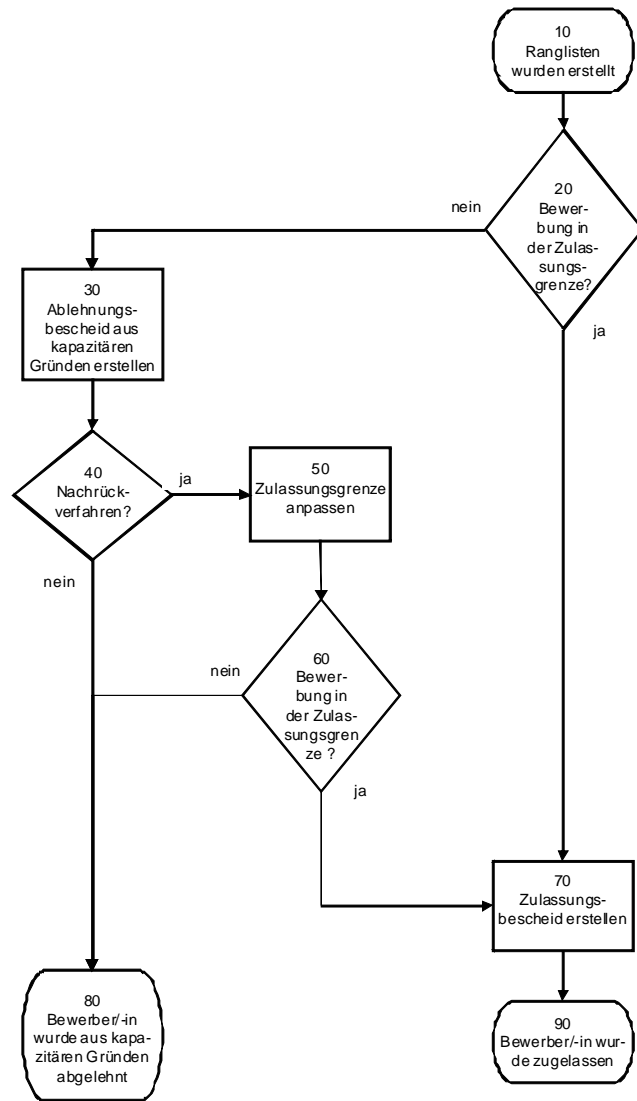 10
Ranglisten
wurden erstellt
20
Bewer-
bung in
der Zulas-
sungs-
grenze?
nein
ja
30
Ablehnungs-
bescheid aus
kapazitären
Gründen erstellen
40
Nachrück-
verfahren?
ja
nein
50
Zulassungsgrenze
anpassen
60
Bewer-
bung in
der Zulas-
sungsgren
ze ?
nein
ja
70
Zulassungs-
bescheid erstellen
80
Bewerber/-in
wurde aus kapa-
zitären Gründen
abgelehnt
90
Bewerber/-in wur-
de zugelassen